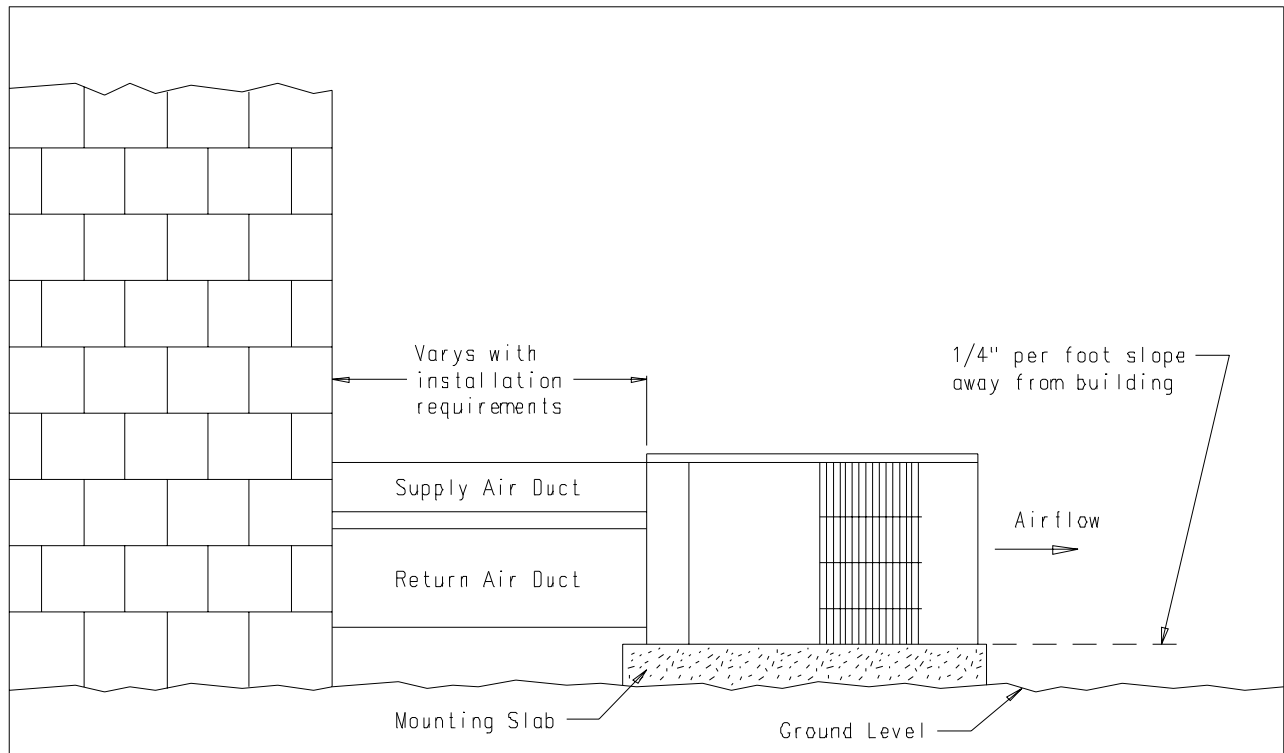 Varys with
installation
requirements
1/4" per foot slope
away from building
Supply Air Duct
Airflow
Return Air Duct
Mounting Slab
Ground Level